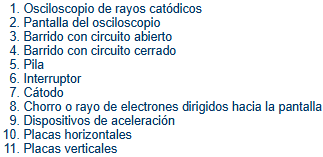 1. Osciloscopio de rayos catódicos
2. Pantalla del osciloscopio
3. Barrido con circuito abierto
4. Barrido con circuito cerrado
5. Pila
6. Interruptor
7. Cátodo
8. Chorro o rayo de electrones dirigidos hacia la pantalla
9. Dispositivos de aceleración
10. Placas horizontales
11. Placas verticales